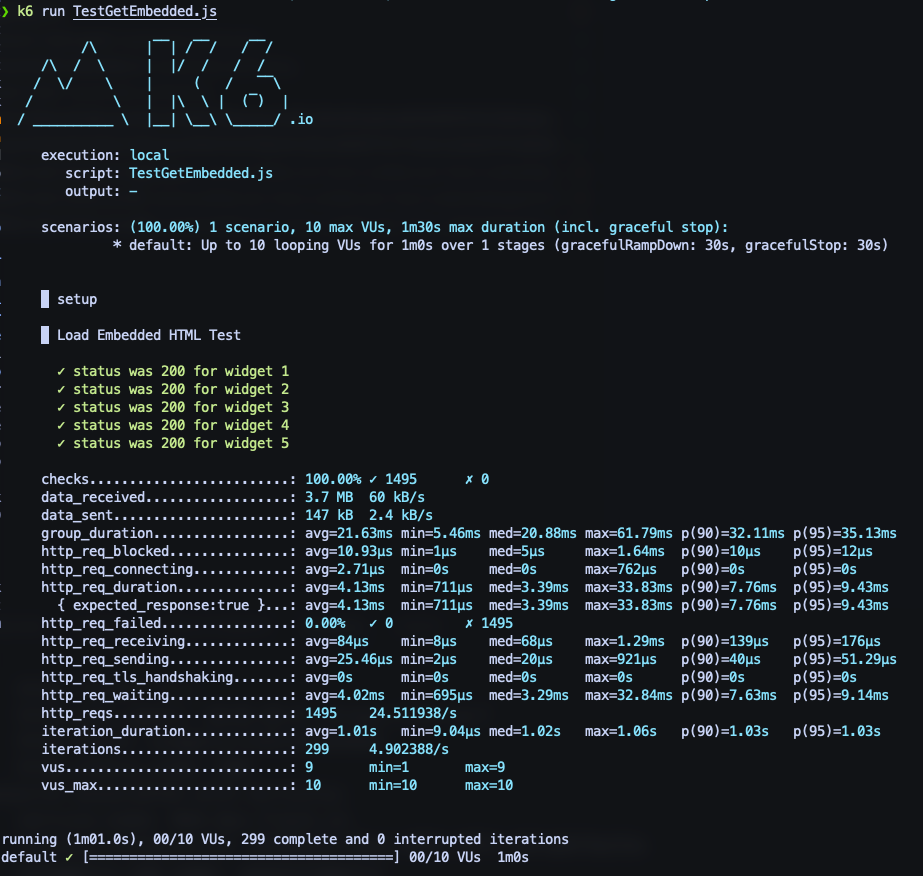 ❯ k6 run TestGetEmbedded.js
.io
execution: local
script: TestGetEmbedded.js
output: –
scenarios: (100.00%) 1 scenario, 10 max VUs, 1m30s max duration (incl. graceful stop):
* default: Up to 10 looping VUs for 1m0s over 1 stages (gracefulRampDown: 30s, gracefulStop: 30s)
█ setup
█ Load Embedded HTML Test
✓ status was 200 for widget 1
✓ status was 200 for widget 2
✓ status was 200 for widget 3
✓ status was 200 for widget 4
✓ status was 200 for widget 5
checks.........................: 100.00% ✓ 1495 ✗ 0
data_received..................: 3.7 MB 60 kB/s
data_sent......................: 147 kB 2.4 kB/s
group_duration.................: avg=21.63ms min=5.46ms med=20.88ms max=61.79ms p(90)=32.11ms p(95)=35.13ms
http_req_blocked...............: avg=10.93µs min=1µs med=5µs max=1.64ms p(90)=10µs p(95)=12µs
http_req_connecting............: avg=2.71µs min=0s med=0s max=762µs p(90)=0s p(95)=0s
http_req_duration..............: avg=4.13ms min=711µs med=3.39ms max=33.83ms p(90)=7.76ms p(95)=9.43ms
{ expected_response:true }...: avg=4.13ms min=711µs med=3.39ms max=33.83ms p(90)=7.76ms p(95)=9.43ms
http_req_failed................: 0.00% ✓ 0 ✗ 1495
http_req_receiving.............: avg=84µs min=8µs med=68µs max=1.29ms p(90)=139µs p(95)=176µs
http_req_sending...............: avg=25.46µs min=2µs med=20µs max=921µs p(90)=40µs p(95)=51.29µs
http_req_tls_handshaking.......: avg=0s min=0s med=0s max=0s p(90)=0s p(95)=0s
http_req_waiting...............: avg=4.02ms min=695µs med=3.29ms max=32.84ms p(90)=7.63ms p(95)=9.14ms
http_reqs......................: 1495 24.511938/s
iteration_duration.............: avg=1.01s min=9.04µs med=1.02s max=1.06s p(90)=1.03s p(95)=1.03s
iterations.....................: 299 4.902388/s
vus............................: 9 min=1 max=9
vus_max........................: 10 min=10 max=10
running (1m01.0s), 00/10 VUs, 299 complete and 0 interrupted iterations
default ✓ [======================================] 00/10 VUs 1m0s